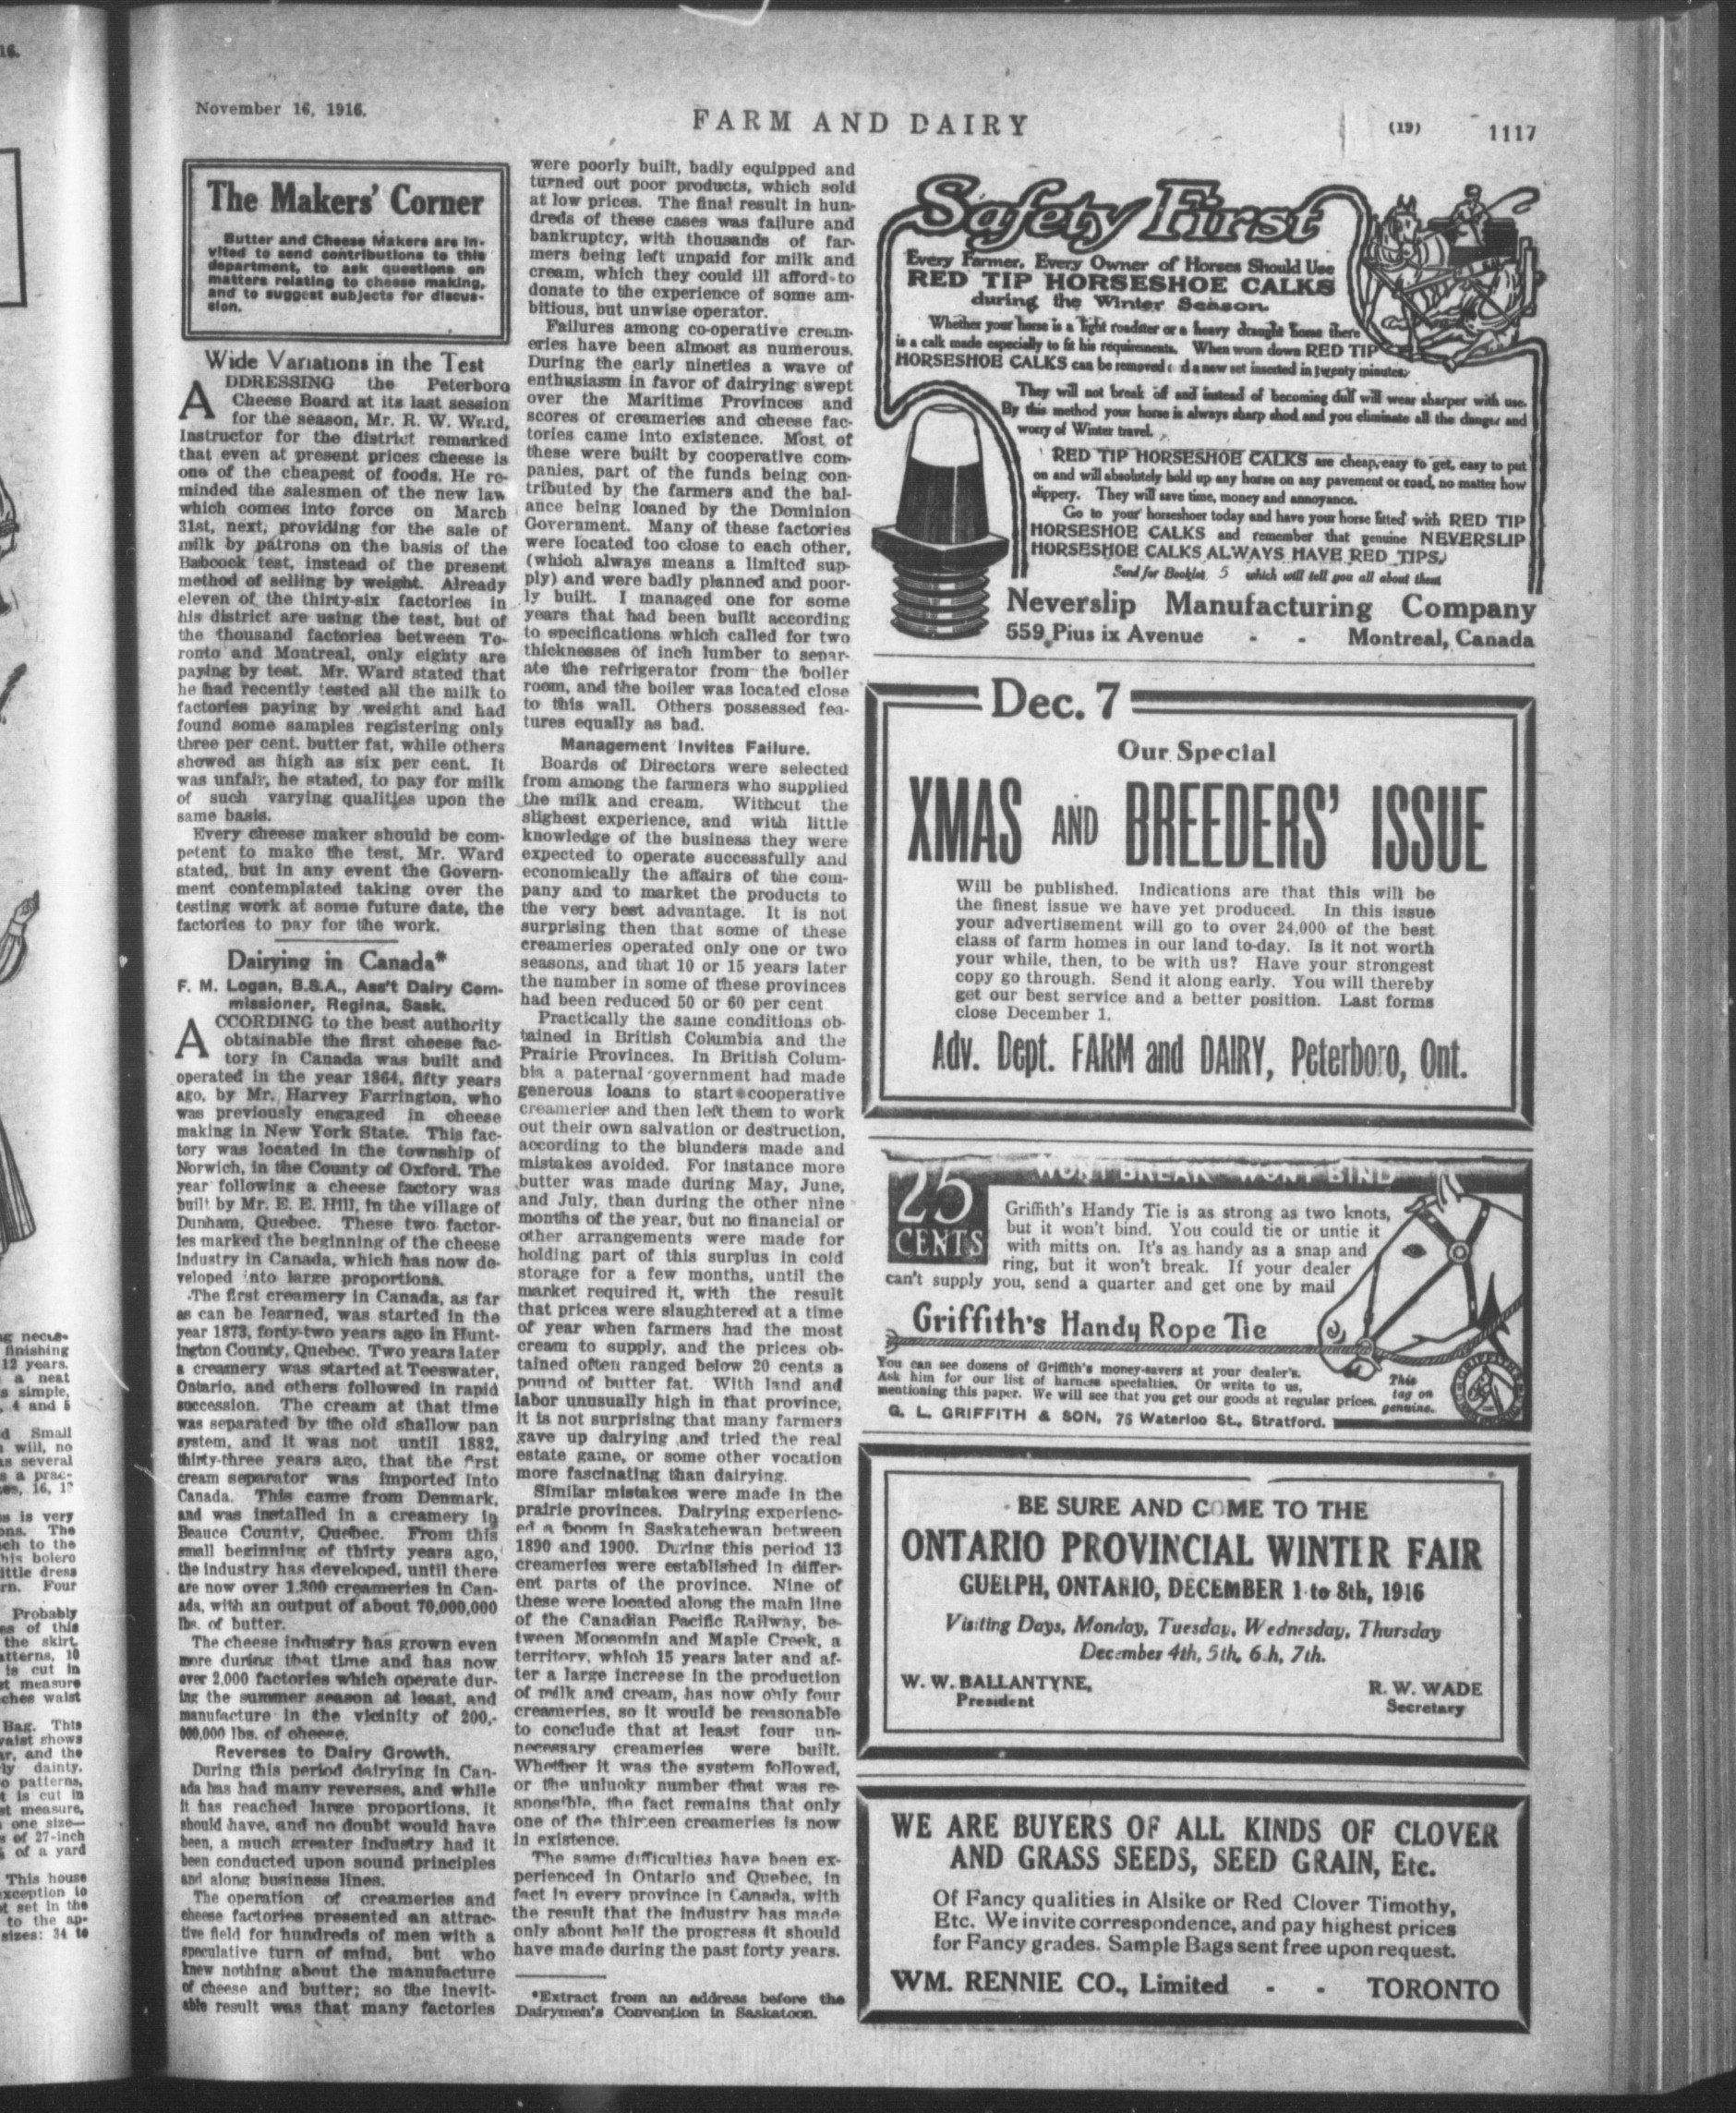 November 16, 1916.
FARM AND DAIRY
(19) 1117
The Makers' Corner
Butter and Cheese Makers are in-
vited to send contributions to this
department, to ask questions on
matters relating to cheese making,
and to suggest subjects for discus-
sion.
Wide Variations in the Test
ADDRESSING the Peterboro
Cheese Board at its last session
for the season, Mr. R. W. Ward,
Instructor for the district remarked
that even at present prices cheese is
one of the cheapest of foods. He re-
minded the salesmen of the new law
which comes into force on March
31st, next, providing for the sale of
milk by patrons on the basis of the
Babcock test, instead of the present
method of selling by weight. Already
eleven of the thirty-six factories in
his district are using the test, but of
the thousand factories between To-
ronto and Montreal, only eighty are
paying by test. Mr. Ward stated that
he had recently tested all the milk to
factories paying by weight and had
found some samples registering only
three per cent. butter fat, while others
showed as high as six per cent. It
was unfair, he stated, to pay for milk
of such varying qualities upon the
same basis.
Every cheese maker should be com-
petent to make the test, Mr. Ward
stated, but in any event the Govern-
ment contemplated taking over the
testing work at some future date, the
factories to pay for the work.
Dairying in Canada*
F. M. Logan, B.S.A., Ass't Dairy Com-
missioner, Regina, Sask.
ACCORDING to the best authority
obtainable the first cheese fac-
tory in Canada was built and
operated in the year 1864, fifty years
ago, by Mr. Harvey Farrington, who
was previously engaged in cheese
making in New York State. This fac-
tory was located in the township of
Norwich, in the County of Oxford. The
year following a cheese factory was
built by Mr. E. E. Hill, in the village of
Dunham, Quebec. These two factor-
ies marked the beginning of the cheese
industry in Canada, which has now de-
veloped into large proportions.
The first creamery in Canada, as far
as can be learned, was started in the
year 1873, forty-two years ago in Hunt-
ington County, Quebec. Two years later
a creamery was started at Teeswater,
Ontario, and others followed in rapid
succession. The cream at that time
was separated by the old shallow pan
system, and it was not until 1882,
thirty-three years ago, that the first
cream separator was imported into
Canada. This came from Denmark,
and was installed in a creamery in
Beauce County, Quebec. From this
small beginning of thirty years ago,
the industry has developed, until there
are now over 1,300 creameries in Can-
ada, with an output of about 70,000,000
lbs. of butter.
The cheese industry has grown even
more during that time and has now
over 2,000 factories which operate dur-
ing the summer season at least, and
manufacture in the vicinity of 200,-
000,000 lbs. of cheese.
Reverses to Dairy Growth.
During this period dairying in Can-
ada has had many reverses, and while
it has reached large proportions, it
should have, and no doubt would have
been, a much greater industry had it
been conducted upon sound principles
and along business lines.
The operation of creameries and
cheese factories presented an attrac-
tive field for hundreds of men with a
speculative turn of mind, but who
knew nothing about the manufacture
of cheese and butter; so the inevit-
able result was that many factories
were poorly built, badly equipped and
turned out poor products, which sold
at low prices. The final result in hun-
dreds of these cases was failure and
bankruptcy, with thousands of far-
mers being left unpaid for milk and
cream, which they could ill afford to
donate to the experience of some am-
bitious, but unwise operator.
Failures among co-operative cream-
eries have been almost as numerous.
During the early nineties a wave of
enthusiasm in favor of dairying swept
over the Maritime Provinces and
scores of creameries and cheese fac-
tories came into existence. Most of
these were built by cooperative com-
panies, part of the funds being con-
tributed by the farmers and the bal-
ance being loaned by the Dominion
Government. Many of these factories
were located too close to each other,
(which always means a limited sup-
ply) and were badly planned and poor-
ly built. I managed one for some
years that had been built according
to specifications which called for two
thicknesses of inch lumber to separ-
ate the refrigerator from the boiler
room, and the boiler was located close
to this wall. Others possessed fea-
tures equally as bad.
Management Invites Failure.
Boards of Directors were selected
from among the farmers who supplied
the milk and cream. Without the
slighest experience, and with little
knowledge of the business they were
expected to operate successfully and
economically the affairs of the com-
pany and to market the products to
the very best advantage. It is not
surprising then that some of these
creameries operated only one or two
seasons, and that 10 or 15 years later
the number in some of these provinces
had been reduced 50 or 60 per cent.
Practically the same conditions ob-
tained in British Columbia and the
Prairie Provinces. In British Colum-
bia a paternal government had made
generous loans to start cooperative
creameries and then left them to work
out their own salvation or destruction,
according to the blunders made and
mistakes avoided. For instance more
butter was made during May, June,
and July, than during the other nine
months of the year, but no financial or
other arrangements were made for
holding part of this surplus in cold
storage for a few months, until the
market required it, with the result
that prices were slaughtered at a time
of year when farmers had the most
cream to supply, and the prices ob-
tained often ranged below 20 cents a
pound of butter fat. With land and
labor unusually high in that province,
it is not surprising that many farmers
gave up dairying and tried the real
estate game, or some other vocation
more fascinating than dairying.
Similar mistakes were made in the
prairie provinces. Dairying experienc-
ed a boom in Saskatchewan between
1890 and 1900. During this period 13
creameries were established in differ-
ent parts of the province. Nine of
these were located along the main line
of the Canadian Pacific Railway, be-
tween Moosomin and Maple Creek, a
territory, which 15 years later and af-
ter a large increase in the production
of milk and cream, has now only four
creameries, so it would be reasonable
to conclude that at least four un-
necessary creameries were built.
Whether it was the system followed,
or the unlucky number that was re-
sponsible, the fact remains that only
one of the thirteen creameries is now
in existence.
The same difficulties have been ex-
perienced in Ontario and Quebec, in
fact in every province in Canada, with
the result that the industry has made
only about half the progress it should
have made during the past forty years.
*Extract from an address before the
Dairymen's Convention in Saskatoon.
Safety First
Every Farmer, Every Owner of Horses Should Use
RED TIP HORSESHOE CALKS
during the Winter Season.
Whether your horse is a light roadster or a heavy draught horse there
is a calk made especially to fit his requirements. When worn down RED TIP
HORSESHOE CALKS can be removed and a new set inserted in twenty minutes.
They will not break off and instead of becoming dull will wear sharper with use.
By this method your horse is always sharp shod and you eliminate all the danger and
worry of Winter travel.
RED TIP HORSESHOE CALKS are cheap, easy to get, easy to put
on and will absolutely hold up any horse on any pavement or road, no matter how
slippery. They will save time, money and annoyance.
Go to your horseshoer today and have your horse fitted with RED TIP
HORSESHOE CALKS and remember that genuine NEVERSLIP
HORSESHOE CALKS ALWAYS HAVE RED TIPS.
Send for Booklet 5 which will tell you all about them
Neverslip Manufacturing Company
559 Pius ix Avenue - - Montreal, Canada
Dec. 7
Our Special
XMAS AND BREEDERS' ISSUE
Will be published. Indications are that this will be
the finest issue we have yet produced. In this issue
your advertisement will go to over 24,000 of the best
class of farm homes in our land to-day. Is it not worth
your while, then, to be with us? Have your strongest
copy go through. Send it along early. You will thereby
get our best service and a better position. Last forms
close December 1.
Adv. Dept. FARM and DAIRY, Peterboro, Ont.
WONT BREAK WONT BIND
25
CENTS
Griffith's Handy Tie is as strong as two knots,
but it won't bind. You could tie or untie it
with mitts on. It's as handy as a snap and
ring, but it won't break. If your dealer
can't supply you, send a quarter and get one by mail
Griffith's Handy Rope Tie
You can see dozens of Griffith's money-savers at your dealer's.
Ask him for our list of harness specialties. Or write to us,
mentioning this paper. We will see that you get our goods at regular prices.
G. L. GRIFFITH & SON, 76 Waterloo St., Stratford.
This
tag on
genuine.
BE SURE AND COME TO THE
ONTARIO PROVINCIAL WINTER FAIR
GUELPH, ONTARIO, DECEMBER 1 to 8th, 1916
Visiting Days, Monday, Tuesday, Wednesday, Thursday
December 4th, 5th, 6.h, 7th.
W. W. BALLANTYNE,
President
R. W. WADE
Secretary
WE ARE BUYERS OF ALL KINDS OF CLOVER
AND GRASS SEEDS, SEED GRAIN, Etc.
Of Fancy qualities in Alsike or Red Clover Timothy,
Etc. We invite correspondence, and pay highest prices
for Fancy grades. Sample Bags sent free upon request.
WM. RENNIE CO., Limited - - TORONTO